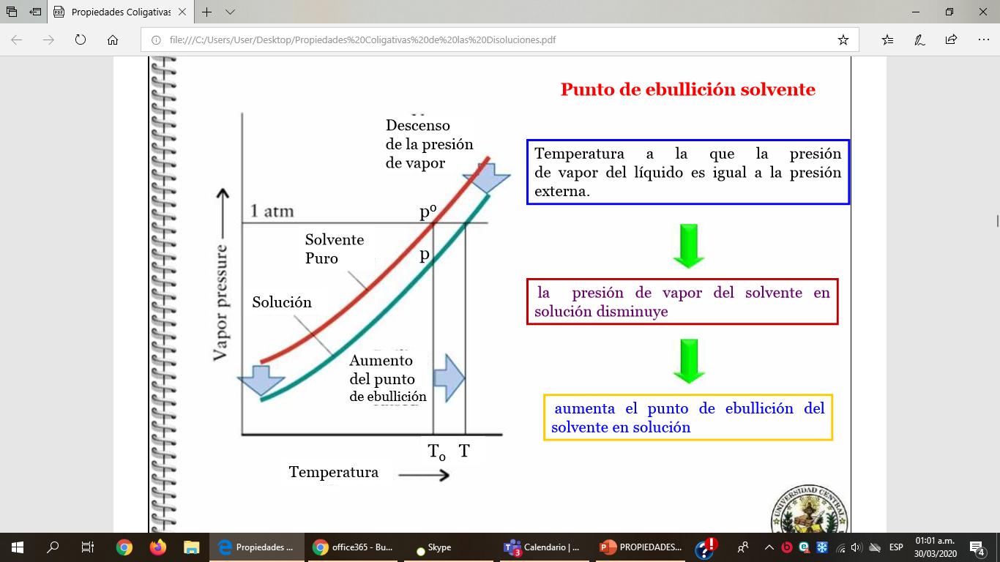 Propiedades Coligativas
file:///C:/Users/User/Desktop/Propiedades%20Coligativas%20de%20las%20Disoluciones.pdf
Punto de ebullición solvente
Descenso
de la presión
de vapor
Temperatura a la que la presión
de vapor del líquido es igual a la presión
externa.
1 atm
pº
Solvente
Puro
p
Solución
Vapor pressure
la presión de vapor del solvente en
solución disminuye
Aumento
del punto
de ebullición
aumenta el punto de ebullición del
solvente en solución
To T
Temperatura
UNIVERSIDAD CENTRAL
Propiedades ...
office365 - Bu...
Skype
3
Calendario | ...
PROPIEDADES...
ESP
01:01 a.m.
30/03/2020
4